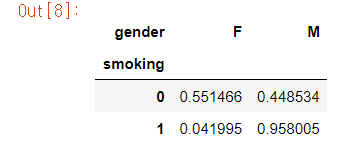 Out[8]:
gender F M
smoking
0 0.551466 0.448534
1 0.041995 0.958005